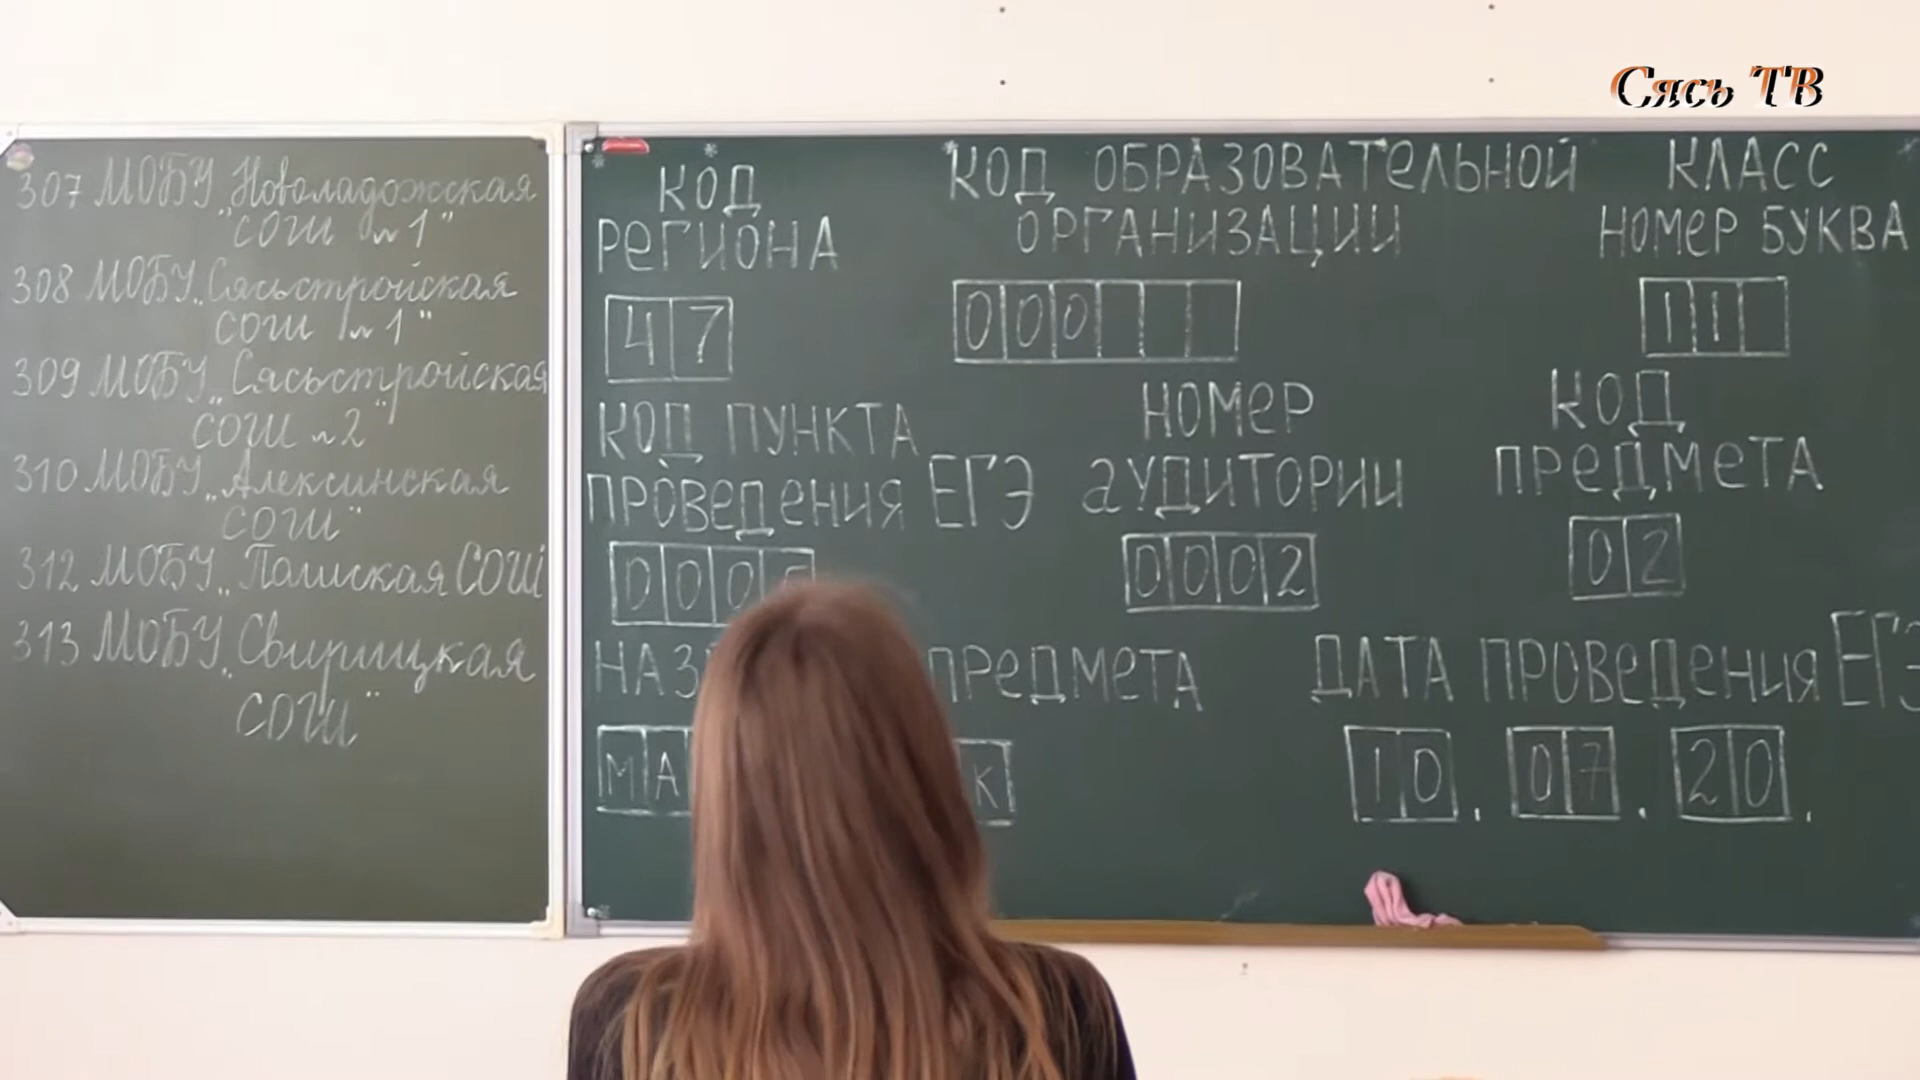 Сясь ТВ
307 МОБУ „Новоладожская
СОШ №1"
308 МОБУ „Сясьстройская
СОШ №1"
309 МОБУ „Сясьстройская
СОШ №2"
310 МОБУ „Алексинская
СОШ"
312 МОБУ „Пашская СОШ
313 МОБУ „Свирицкая
СОШ"
КОД
РЕГИОНА
47
КОД ОБРАЗОВАТЕЛЬНОЙ
ОРГАНИЗАЦИИ
000
КЛАСС
НОМЕР БУКВА
11
КОД ПУНКТА
ПРОВЕДЕНИЯ ЕГЭ
000
НОМЕР
АУДИТОРИИ
0002
КОД
ПРЕДМЕТА
02
ПРЕДМЕТА
МА К
ДАТА ПРОВЕДЕНИЯ ЕГЭ
10.07.20.